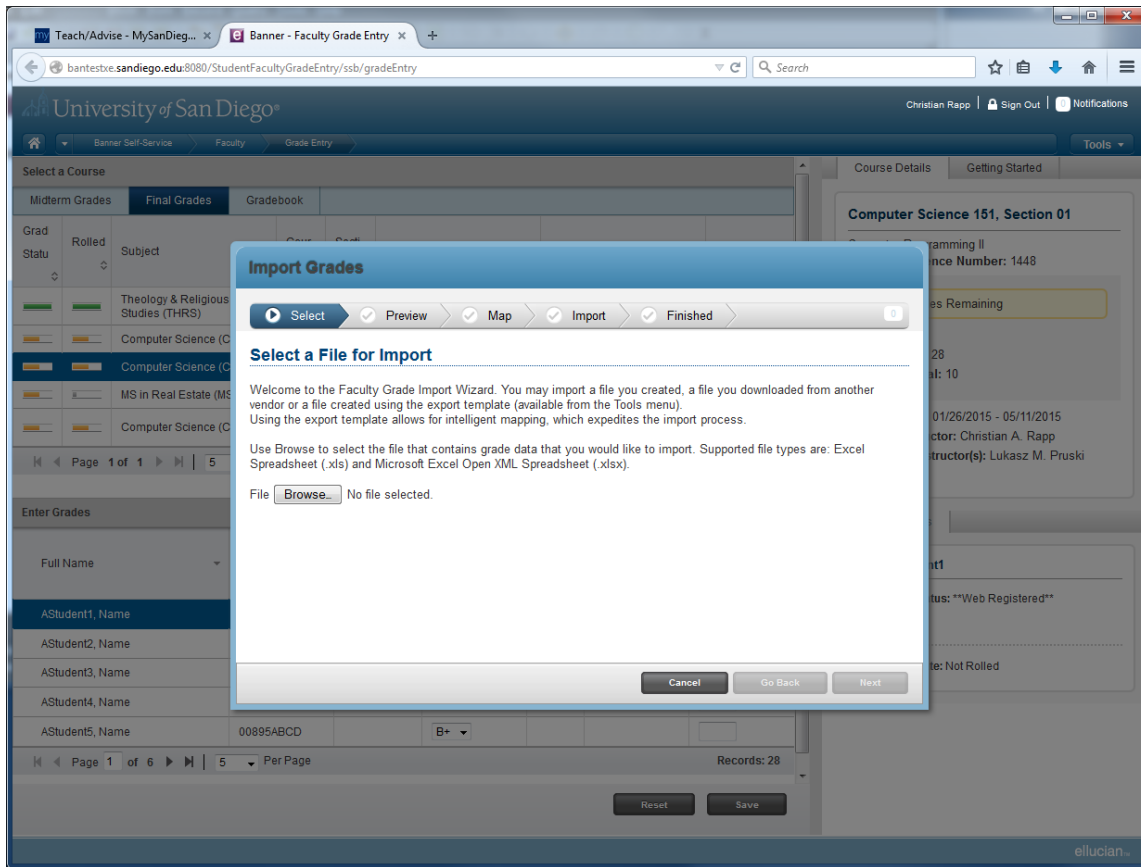 my Teach/Advise - MySanDieg... ×
e Banner - Faculty Grade Entry × +
bantestxe.sandiego.edu:8080/StudentFacultyGradeEntry/ssb/gradeEntry
Search
University of San Diego®
Christian Rapp Sign Out 0 Notifications
Banner Self-Service Faculty Grade Entry
Tools
Select a Course
Midterm Grades Final Grades Gradebook
Grad
Statu
Rolled
Subject
Theology & Religious
Studies (THRS)
Computer Science (C
Computer Science (C
MS in Real Estate (MS
Computer Science (C
Page 1 of 1 5
Enter Grades
Full Name
AStudent1, Name
AStudent2, Name
AStudent3, Name
AStudent4, Name
AStudent5, Name 00895ABCD B+
Page 1 of 6 5 Per Page Records: 28
Reset Save
Import Grades
Select Preview Map Import Finished 0
Select a File for Import
Welcome to the Faculty Grade Import Wizard. You may import a file you created, a file you downloaded from another
vendor or a file created using the export template (available from the Tools menu).
Using the export template allows for intelligent mapping, which expedites the import process.
Use Browse to select the file that contains grade data that you would like to import. Supported file types are: Excel
Spreadsheet (.xls) and Microsoft Excel Open XML Spreadsheet (.xlsx).
File Browse... No file selected.
Cancel Go Back Next
Course Details Getting Started
Computer Science 151, Section 01
ramming II
nce Number: 1448
es Remaining
28
al: 10
01/26/2015 - 05/11/2015
ctor: Christian A. Rapp
structor(s): Lukasz M. Pruski
nt1
tus: **Web Registered**
te: Not Rolled
ellucian